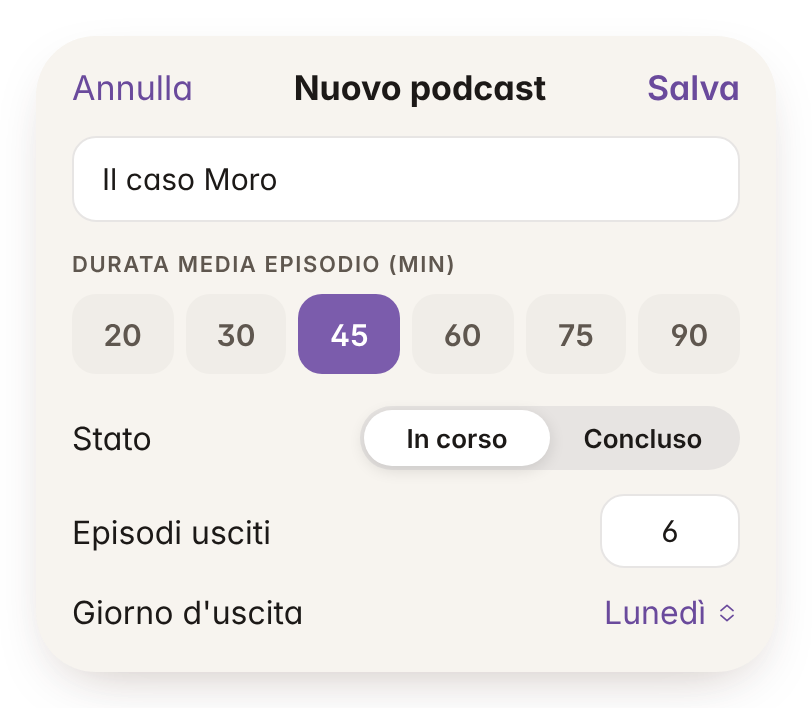 Annulla Nuovo podcast Salva
Il caso Moro
DURATA MEDIA EPISODIO (MIN)
20 30 45 60 75 90
Stato In corso Concluso
Episodi usciti 6
Giorno d'uscita Lunedì